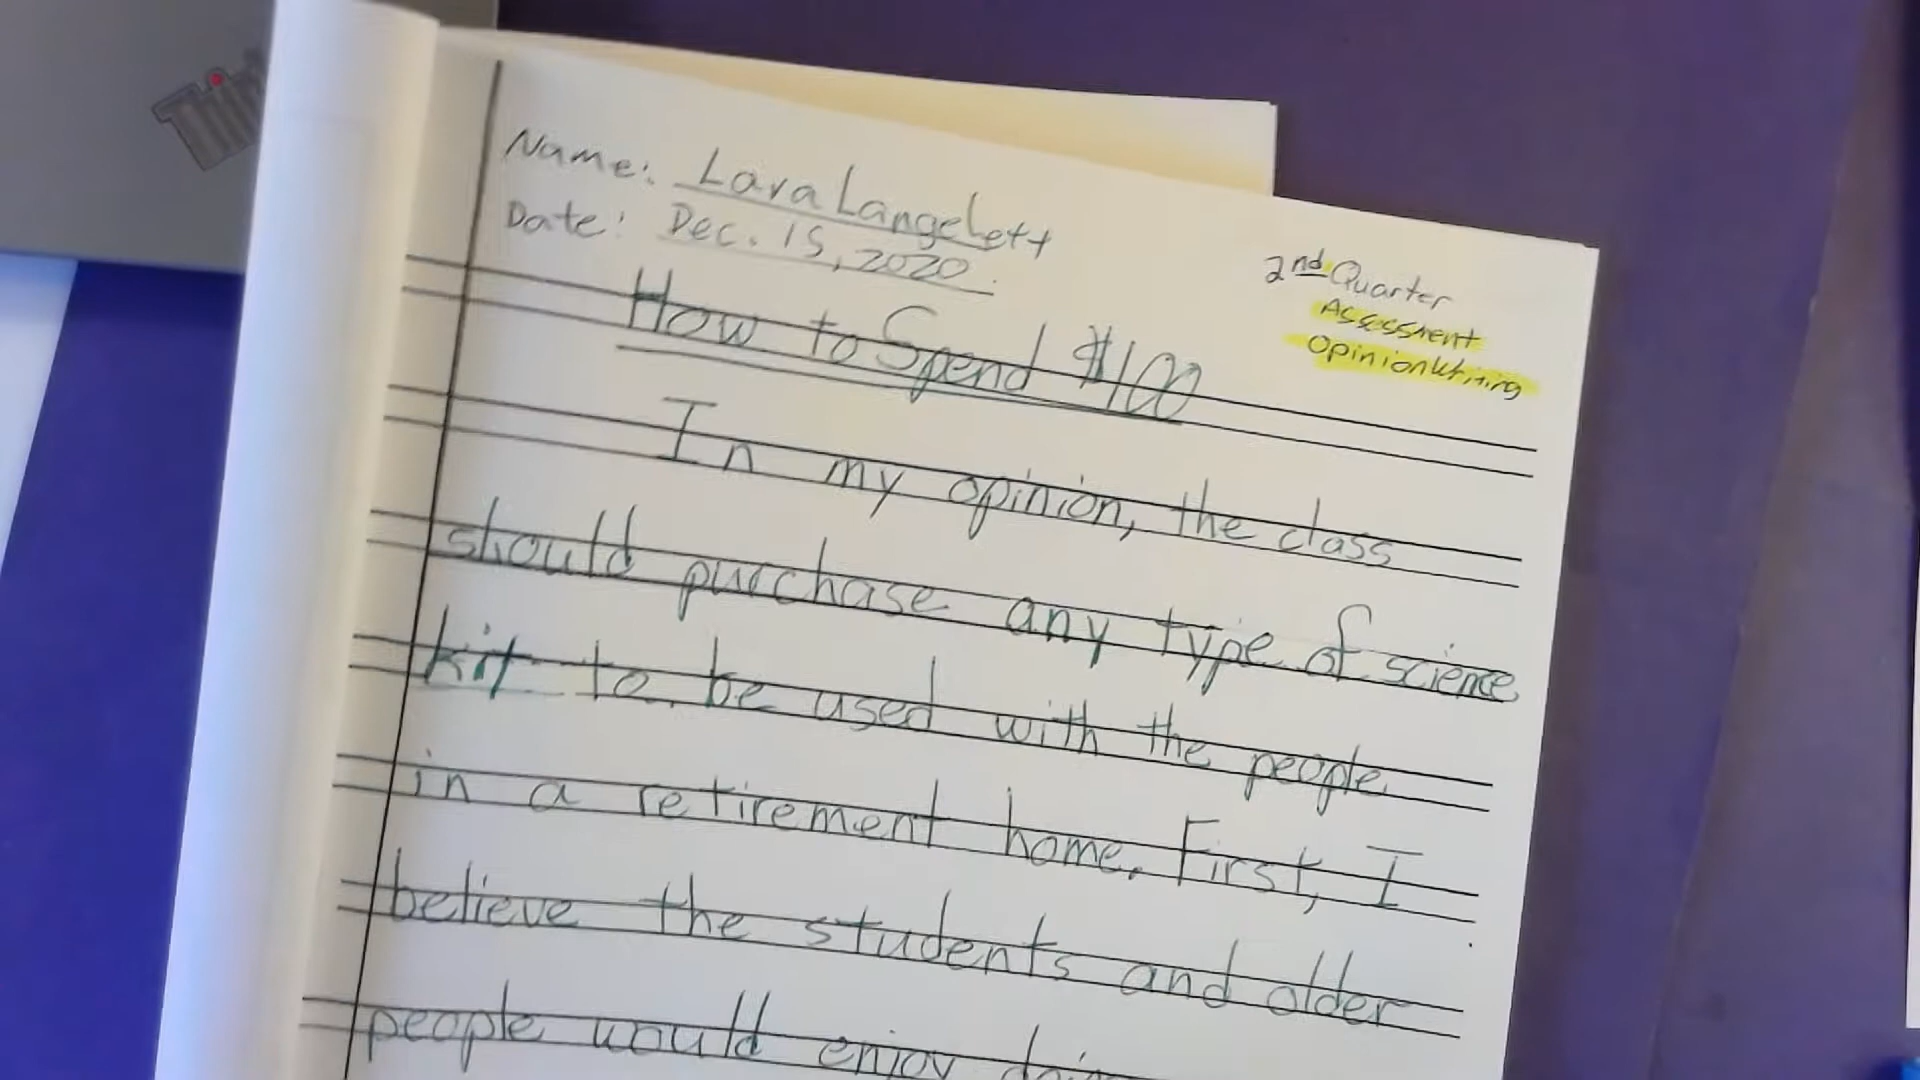 Thin
Name: Lava Langelett
Date: Dec. 15, 2020
2nd Quarter
Assessment
Opinion Writing
How to Spend $100
In my opinion, the class
should purchase any type of science
kit to be used with the people
in a retirement home. First, I
believe the students and older
people would enjoy